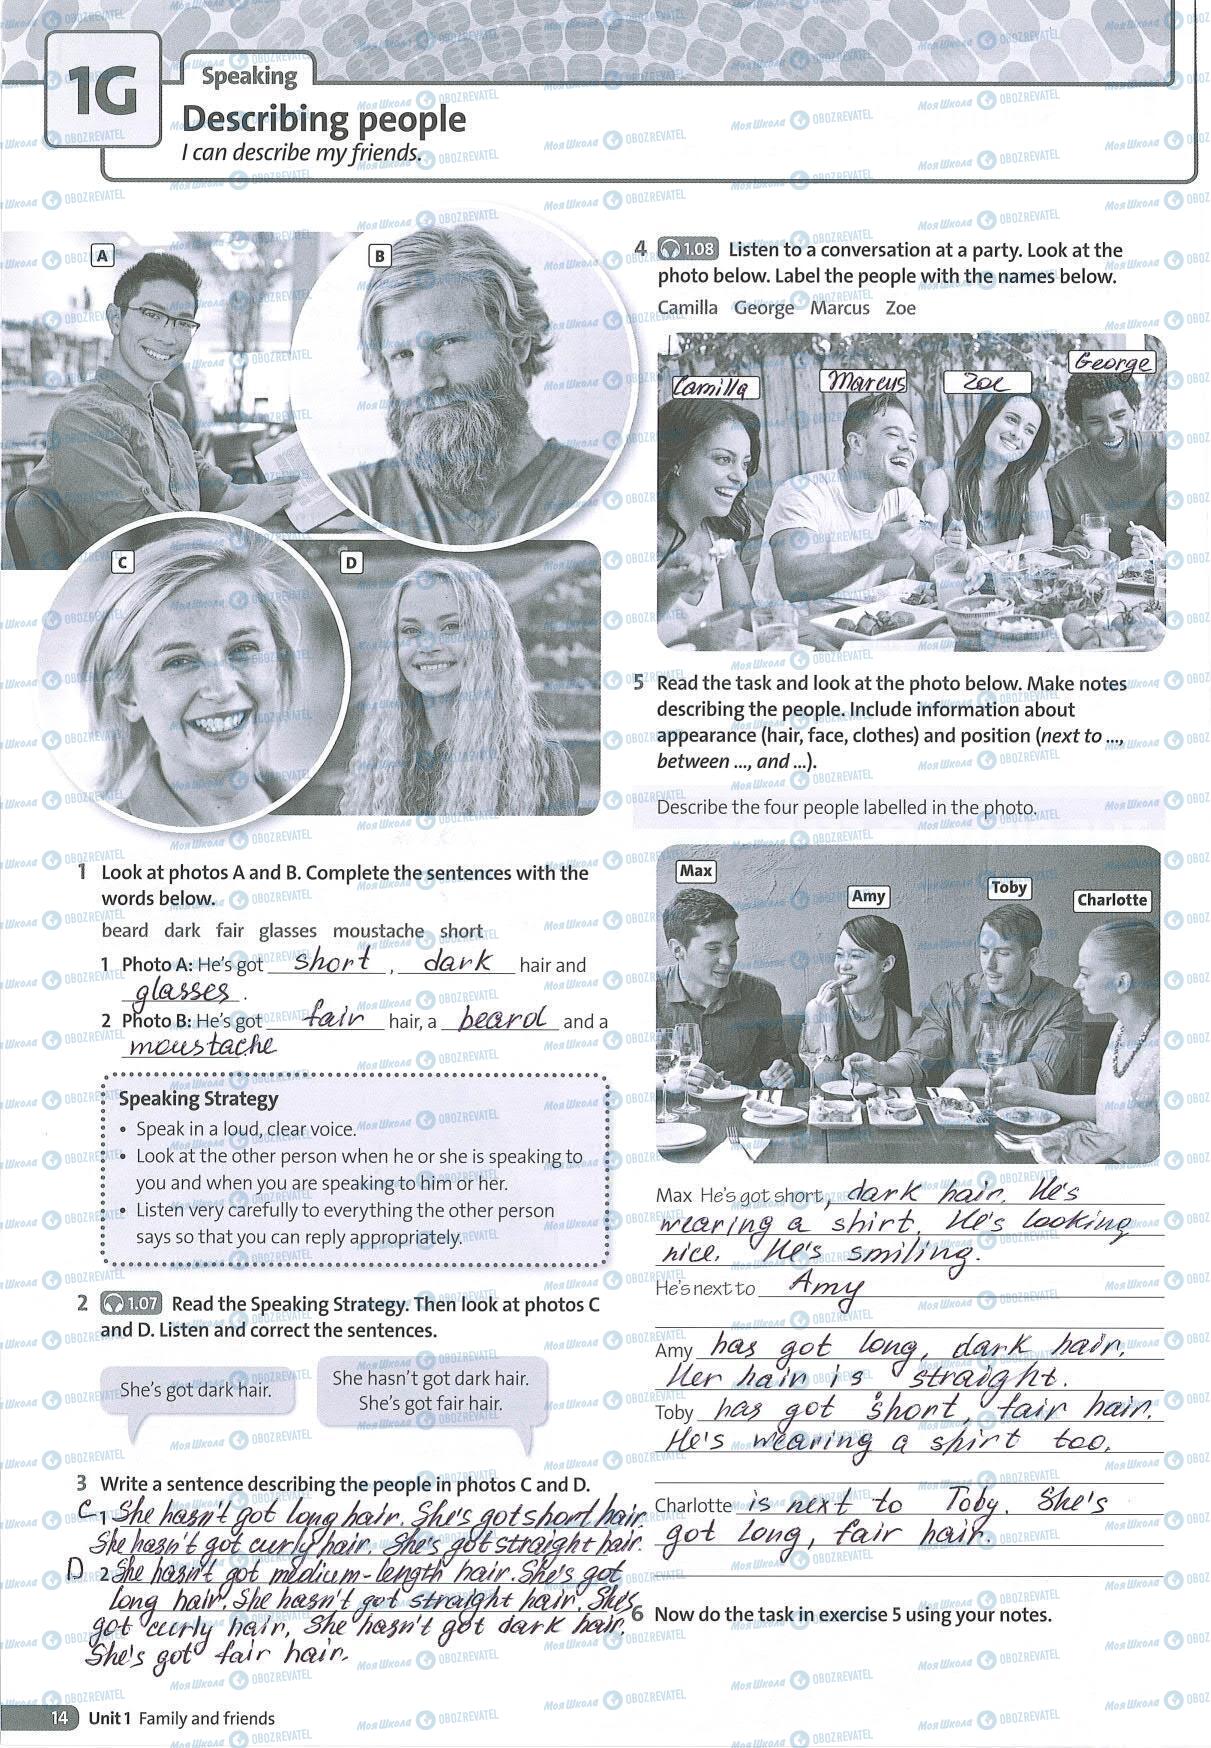 1G
Speaking
Describing people
I can describe my friends.
A
B
C
D
1 Look at photos A and B. Complete the sentences with the
words below.
beard dark fair glasses moustache short
1 Photo A: He's got short, dark hair and
glasses.
2 Photo B: He's got fair hair, a beard and a
moustache
Speaking Strategy
• Speak in a loud, clear voice.
• Look at the other person when he or she is speaking to
you and when you are speaking to him or her.
• Listen very carefully to everything the other person
says so that you can reply appropriately.
2 1.07 Read the Speaking Strategy. Then look at photos C
and D. Listen and correct the sentences.
She's got dark hair.
She hasn't got dark hair.
She's got fair hair.
3 Write a sentence describing the people in photos C and D.
C 1 She hasn't got long hair. She's got short hair
She hasn't got curly hair. She's got straight hair.
D 2 She hasn't got medium-length hair. She's got
long hair. She hasn't got straight hair. She's
got curly hair. She hasn't got dark hair.
She's got fair hair.
4 1.08 Listen to a conversation at a party. Look at the
photo below. Label the people with the names below.
Camilla George Marcus Zoe
Camilla
Marcus
Zoe
George
5 Read the task and look at the photo below. Make notes
describing the people. Include information about
appearance (hair, face, clothes) and position (next to ...,
between ..., and ...).
Describe the four people labelled in the photo.
Max
Amy
Toby
Charlotte
Max He's got short, dark hair. He's
wearing a shirt. He's looking
nice. He's smiling.
He's next to Amy
Amy has got long, dark hair.
Her hair is straight.
Toby has got short, fair hair.
He's wearing a shirt too.
Charlotte is next to Toby. She's
got long, fair hair.
6 Now do the task in exercise 5 using your notes.
14 Unit 1 Family and friends
МояШкола OBOZREVATEL